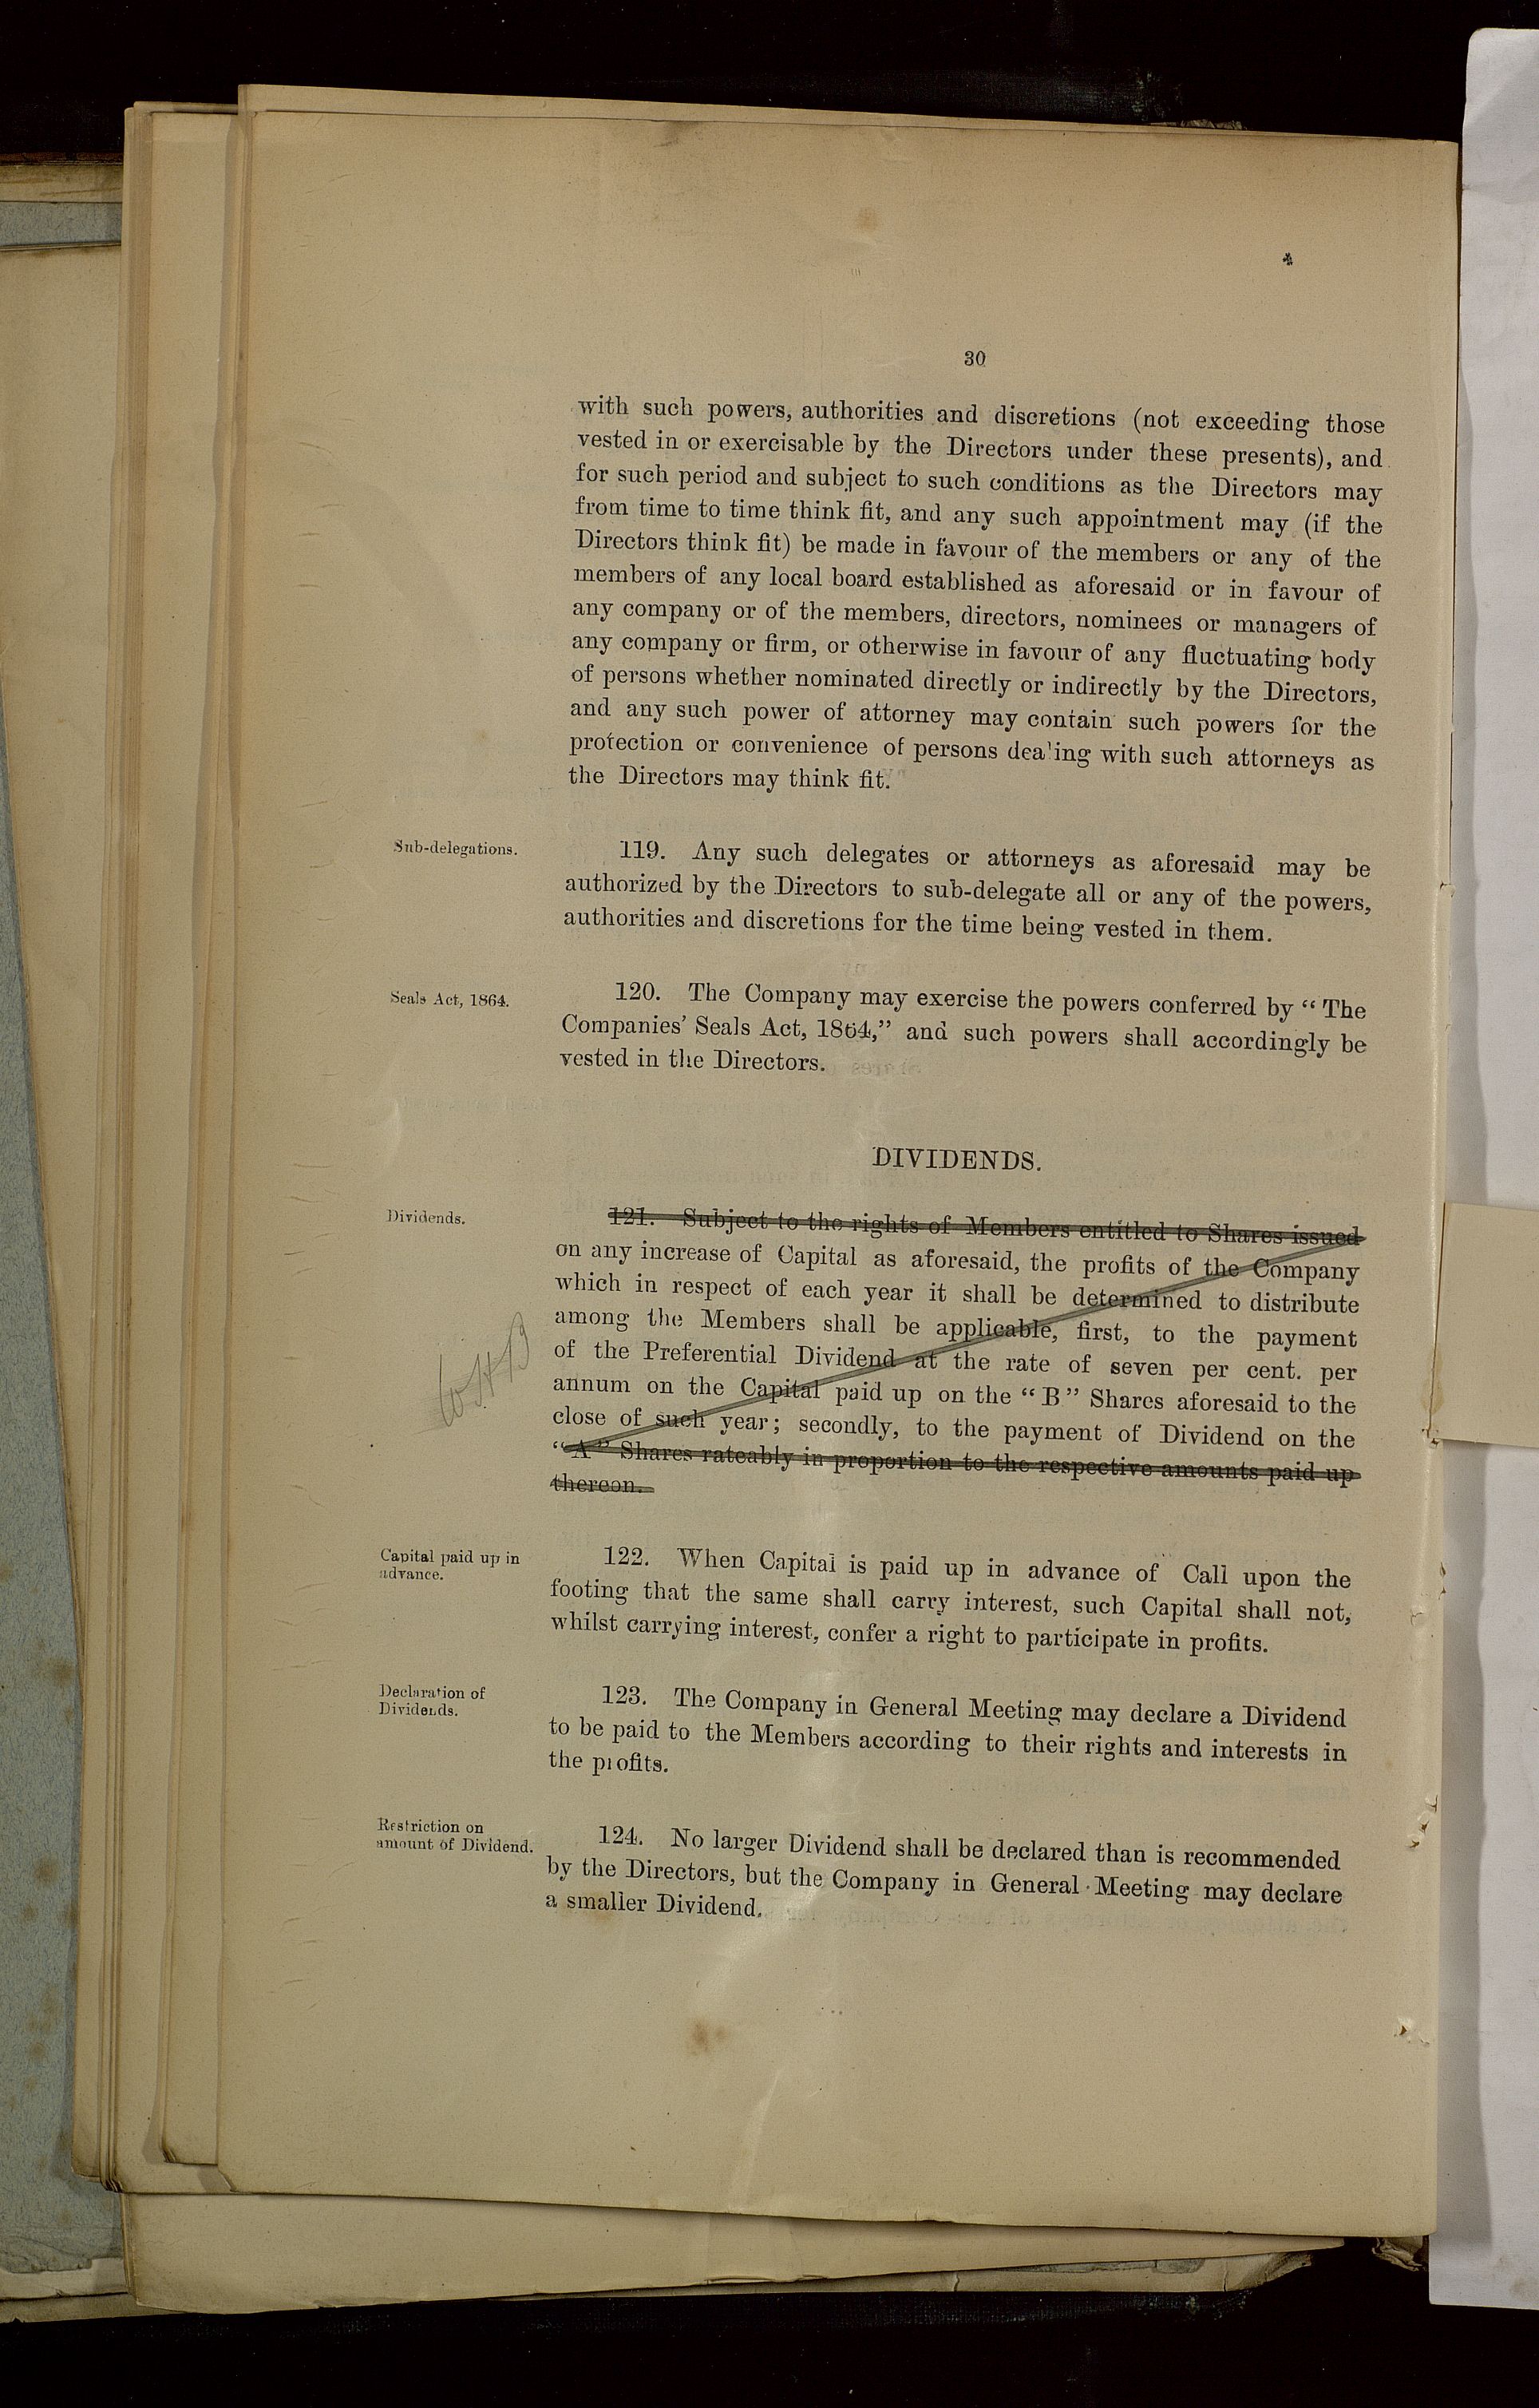 30
with such powers, authorities and discretions (not exceeding those
vested in or exercisable by the Directors under these presents), and
for such period and subject to such conditions as the Directors may
from time to time think fit, and any such appointment may (if the
Directors think fit) be made in favour of the members or any of the
members of any local board established as aforesaid or in favour of
any company or of the members, directors, nominees or managers of
any company or firm, or otherwise in favour of any fluctuating body
of persons whether nominated directly or indirectly by the Directors,
and any such power of attorney may contain such powers for the
protection or convenience of persons dealing with such attorneys as
the Directors may think fit.
Sub-delegations.
119. Any such delegates or attorneys as aforesaid may be
authorized by the Directors to sub-delegate all or any of the powers,
authorities and discretions for the time being vested in them.
Seals Act, 1864.
120. The Company may exercise the powers conferred by "The
Companies' Seals Act, 1864," and such powers shall accordingly be
vested in the Directors.
DIVIDENDS.
Dividends.
121. Subject to the rights of Members entitled to Shares issued
on any increase of Capital as aforesaid, the profits of the Company
which in respect of each year it shall be determined to distribute
among the Members shall be applicable, first, to the payment
of the Preferential Dividend at the rate of seven per cent. per
annum on the Capital paid up on the "B" Shares aforesaid to the
close of such year; secondly, to the payment of Dividend on the
"A" Shares rateably in proportion to the respective amounts paid up
thereon.
Capital paid up in
advance.
122. When Capital is paid up in advance of Call upon the
footing that the same shall carry interest, such Capital shall not,
whilst carrying interest, confer a right to participate in profits.
Declaration of
Dividends.
123. The Company in General Meeting may declare a Dividend
to be paid to the Members according to their rights and interests in
the profits.
Restriction on
amount of Dividend.
124. No larger Dividend shall be declared than is recommended
by the Directors, but the Company in General Meeting may declare
a smaller Dividend.